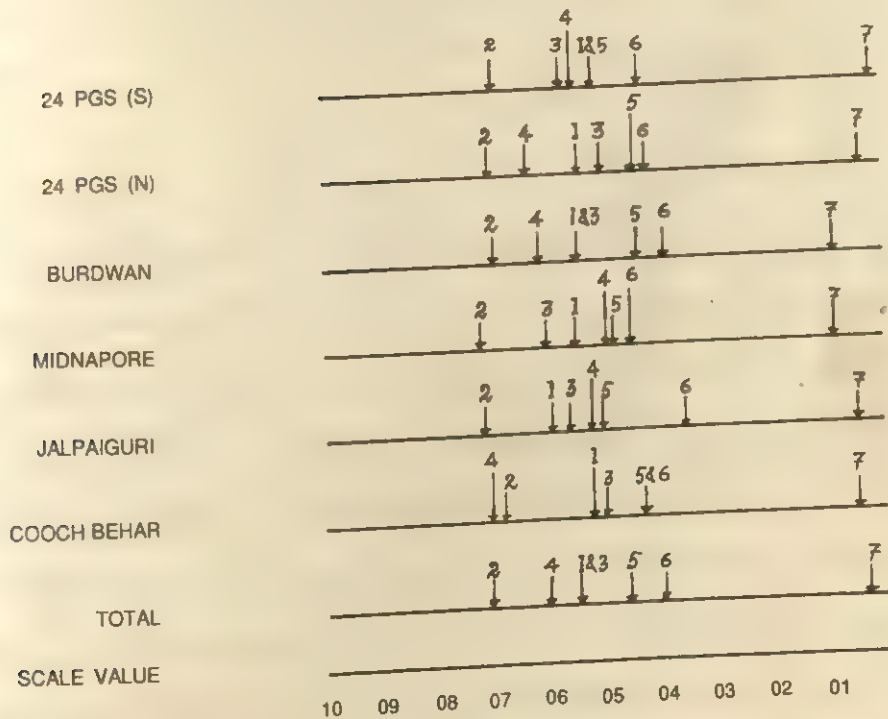 4
2 3 1&5 6 7
24 PGS (S)
5
2 4 1 3 6 7
24 PGS (N)
2 4 1&3 5 6 7
BURDWAN
4 6
2 3 1 5 7
MIDNAPORE
4
2 1 3 5 6 7
JALPAIGURI
4 2 1 3 5&6 7
COOCH BEHAR
2 4 1&3 5 6 7
TOTAL
SCALE VALUE
10 09 08 07 06 05 04 03 02 01